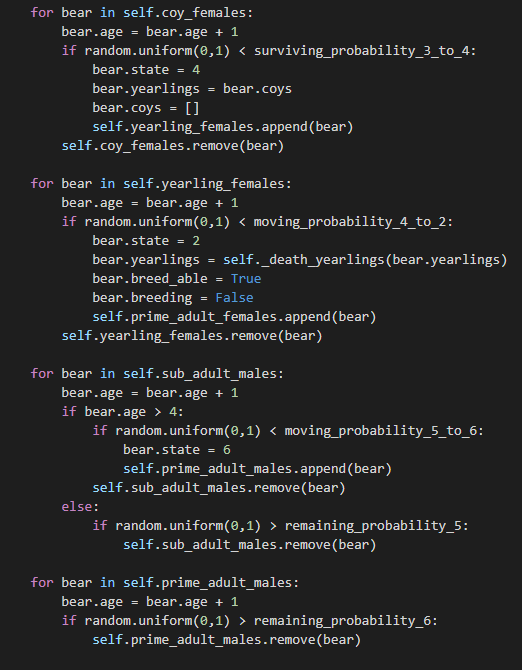 for bear in self.coy_females:
    bear.age = bear.age + 1
    if random.uniform(0,1) < surviving_probability_3_to_4:
        bear.state = 4
        bear.yearlings = bear.coys
        bear.coys = []
        self.yearling_females.append(bear)
    self.coy_females.remove(bear)

for bear in self.yearling_females:
    bear.age = bear.age + 1
    if random.uniform(0,1) < moving_probability_4_to_2:
        bear.state = 2
        bear.yearlings = self._death_yearlings(bear.yearlings)
        bear.breed_able = True
        bear.breeding = False
        self.prime_adult_females.append(bear)
    self.yearling_females.remove(bear)

for bear in self.sub_adult_males:
    bear.age = bear.age + 1
    if bear.age > 4:
        if random.uniform(0,1) < moving_probability_5_to_6:
            bear.state = 6
            self.prime_adult_males.append(bear)
        self.sub_adult_males.remove(bear)
    else:
        if random.uniform(0,1) > remaining_probability_5:
            self.sub_adult_males.remove(bear)

for bear in self.prime_adult_males:
    bear.age = bear.age + 1
    if random.uniform(0,1) > remaining_probability_6:
        self.prime_adult_males.remove(bear)